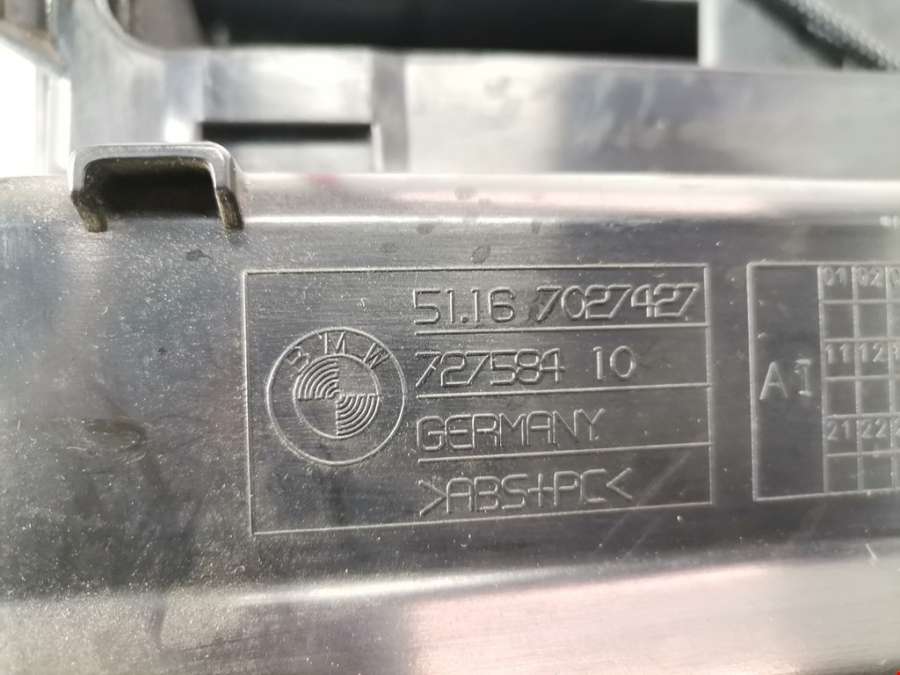 BMW
51.16 7027427
727584 10
GERMANY
>ABS+PC<
A1
01 02
11 12
21 22